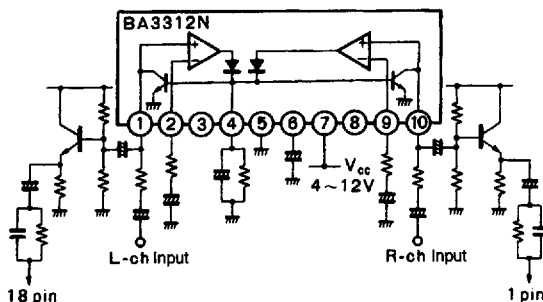 BA3312N
+
+
1 2 3 4 5 6 7 8 9 10
Vcc
4~12V
L-ch Input
R-ch Input
18 pin
1 pin